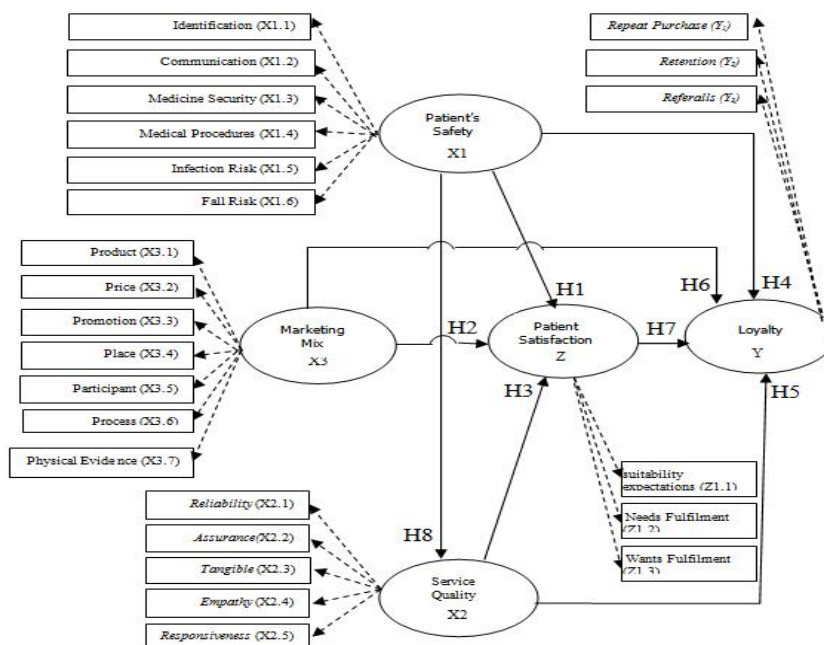 Identification (X1.1)
Communication (X1.2)
Medicine Security (X1.3)
Medical Procedures (X1.4)
Infection Risk (X1.5)
Fall Risk (X1.6)
Repeat Purchase (Y₁)
Retention (Y₂)
Referalls (Y₃)
Patient's
Safety
X1
Product (X3.1)
Price (X3.2)
Promotion (X3.3)
Place (X3.4)
Participant (X3.5)
Process (X3.6)
Physical Evidence (X3.7)
Marketing
Mix
X3
H2
H1
H6
H4
Patient
Satisfaction
Z
H7
Loyalty
Y
H3
H5
suitability
expectations (Z1.1)
Needs Fulfilment
(Z1.2)
Wants Fulfilment
(Z1.3)
Reliability (X2.1)
Assurance(X2.2)
Tangible (X2.3)
Empathy (X2.4)
Responsiveness (X2.5)
H8
Service
Quality
X2